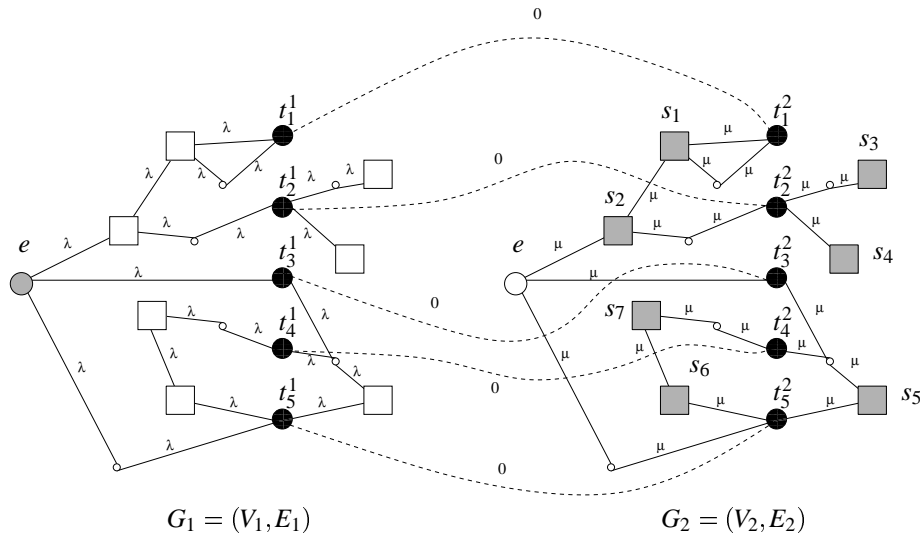 0
t_1^1
t_1^2
s_1
s_3
λ
μ
λ
λ
λ
μ
μ
μ
0
t_2^1
λ
λ
t_2^2
μ
μ
s_2
λ
λ
λ
μ
μ
μ
s_4
e
λ
t_3^1
e
μ
t_3^2
λ
μ
0
s_7
λ
t_4^1
λ
μ
t_4^2
μ
λ
λ
μ
μ
λ
λ
λ
μ
μ
μ
0
s_6
t_5^1
t_5^2
s_5
λ
λ
μ
μ
λ
μ
0
G_1 = (V_1, E_1)
G_2 = (V_2, E_2)